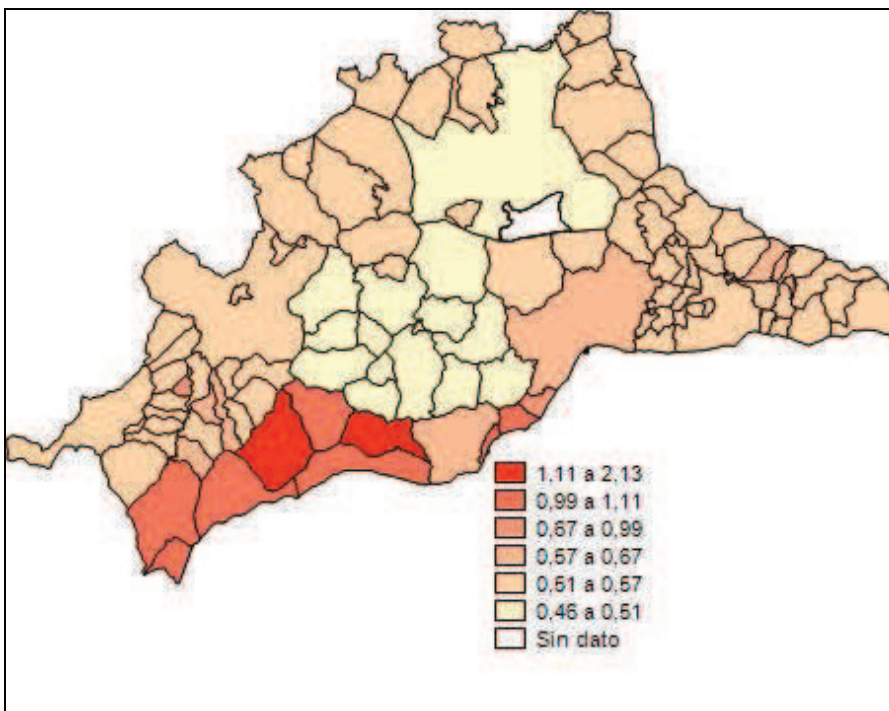 1,11 a 2,13
0,99 a 1,11
0,67 a 0,99
0,57 a 0,67
0,51 a 0,57
0,46 a 0,51
Sin dato